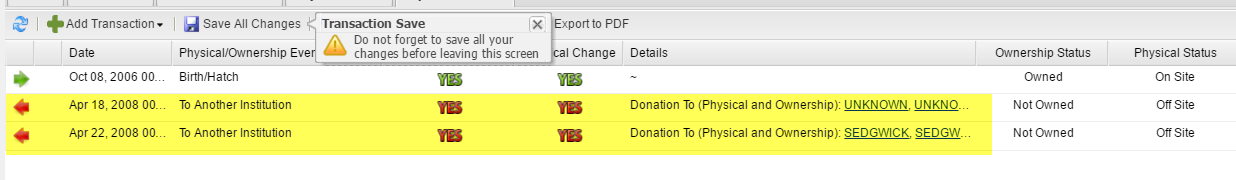 Add Transaction Save All Changes Export to PDF
Transaction Save
Do not forget to save all your
changes before leaving this screen
Date Physical/Ownership Even cal Change Details Ownership Status Physical Status
Oct 08, 2006 00... Birth/Hatch YES YES ~ Owned On Site
Apr 18, 2008 00... To Another Institution YES YES Donation To (Physical and Ownership): UNKNOWN, UNKNO... Not Owned Off Site
Apr 22, 2008 00... To Another Institution YES YES Donation To (Physical and Ownership): SEDGWICK, SEDGW... Not Owned Off Site